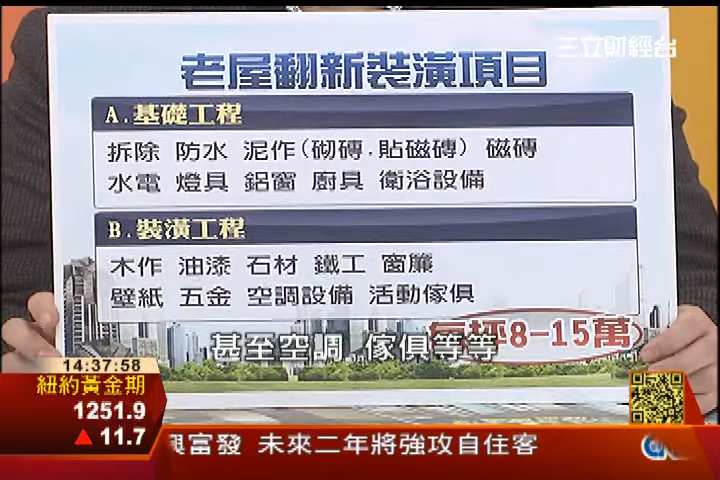 三立財經台
老屋翻新裝潢項目
A.基礎工程
拆除 防水 泥作(砌磚.貼磁磚) 磁磚
水電 燈具 鋁窗 廚具 衛浴設備
B.裝潢工程
木作 油漆 石材 鐵工 窗簾
壁紙 五金 空調設備 活動傢俱
每坪8-15萬
甚至空調 傢俱等等
14:37:58
紐約黃金期
1251.9
▲ 11.7
興富發 未來二年將強攻自住客